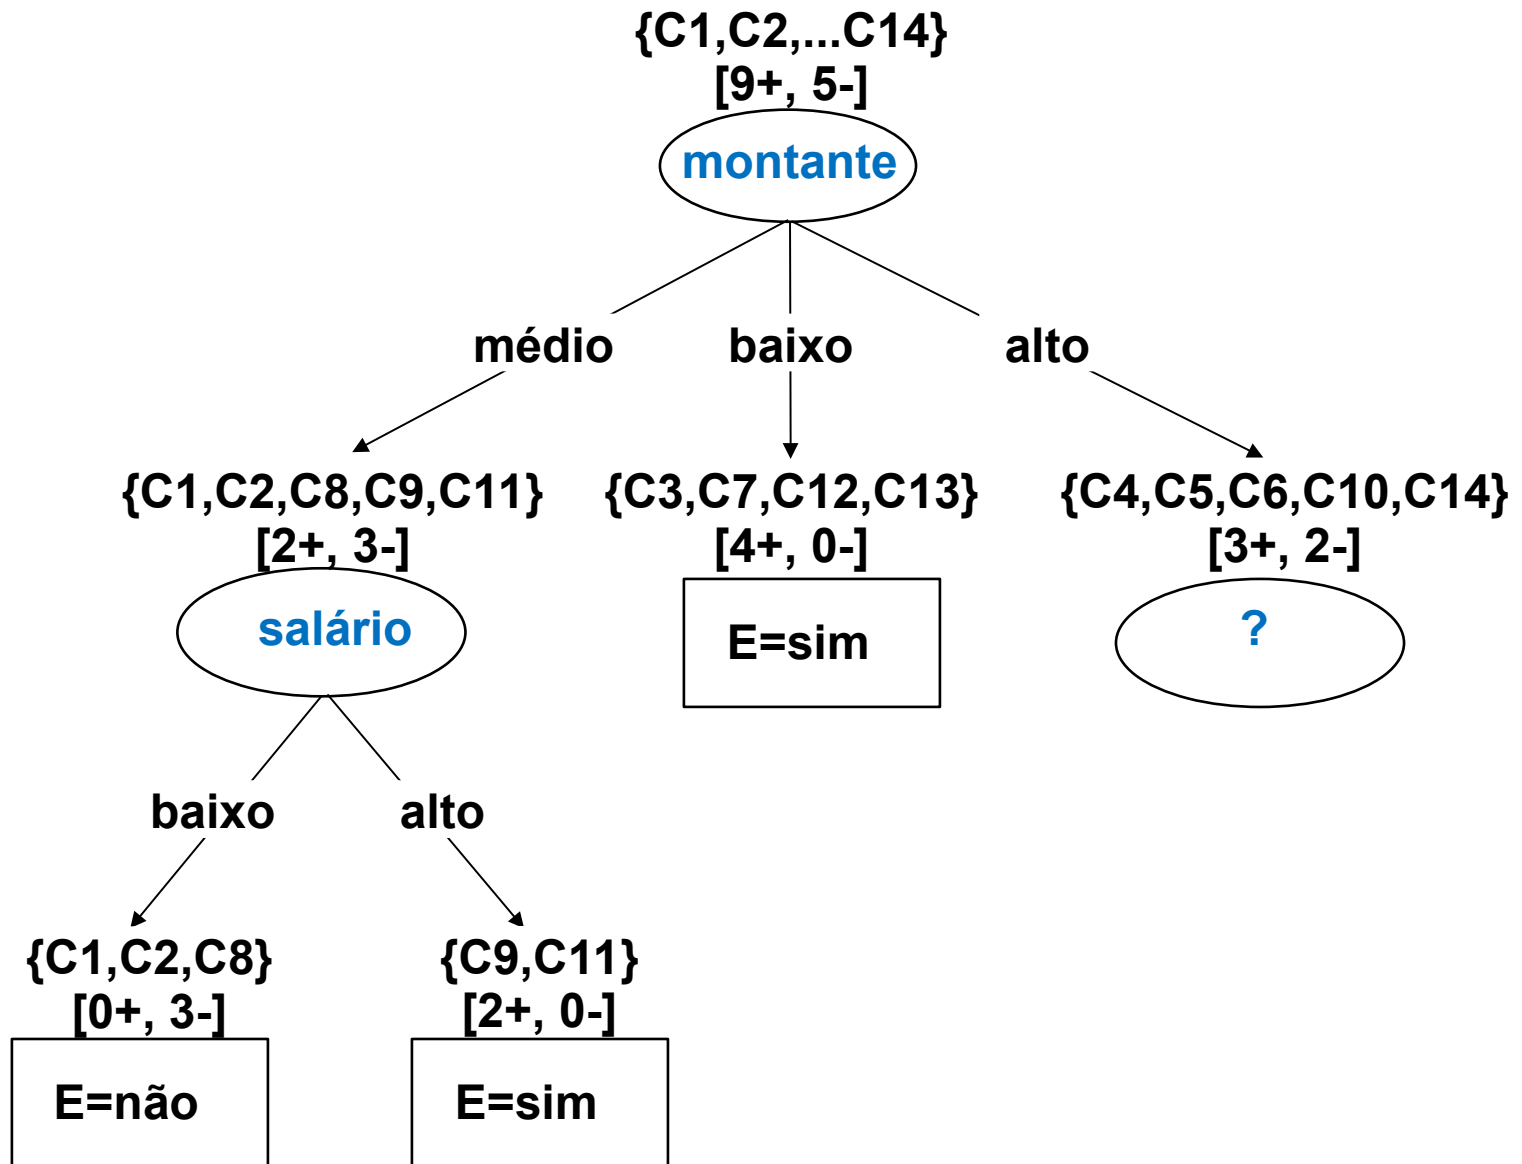 {C1,C2,...C14}
[9+, 5-]
montante
médio
baixo
alto
{C1,C2,C8,C9,C11}
[2+, 3-]
salário
{C3,C7,C12,C13}
[4+, 0-]
E=sim
{C4,C5,C6,C10,C14}
[3+, 2-]
?
baixo
alto
{C1,C2,C8}
[0+, 3-]
E=não
{C9,C11}
[2+, 0-]
E=sim